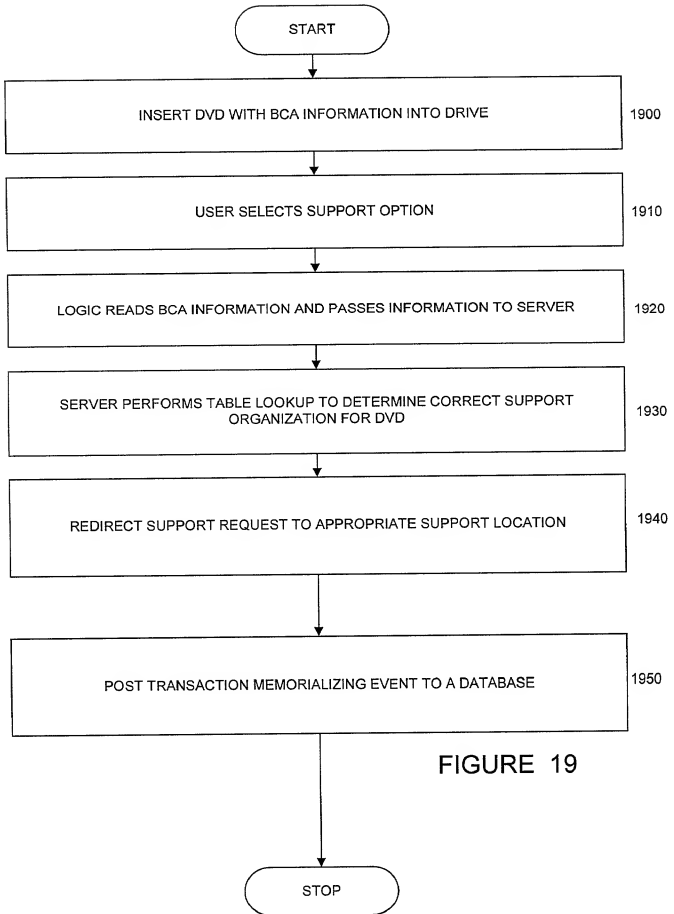 START
INSERT DVD WITH BCA INFORMATION INTO DRIVE
1900
USER SELECTS SUPPORT OPTION
1910
LOGIC READS BCA INFORMATION AND PASSES INFORMATION TO SERVER
1920
SERVER PERFORMS TABLE LOOKUP TO DETERMINE CORRECT SUPPORT
ORGANIZATION FOR DVD
1930
REDIRECT SUPPORT REQUEST TO APPROPRIATE SUPPORT LOCATION
1940
POST TRANSACTION MEMORIALIZING EVENT TO A DATABASE
1950
FIGURE 19
STOP